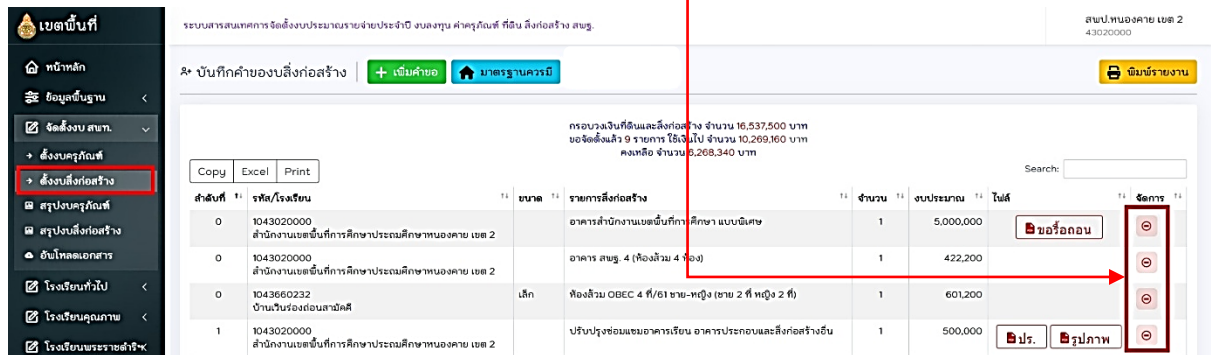 เขตพื้นที่
ระบบสารสนเทศการจัดตั้งงบประมาณรายจ่ายประจำปี งบลงทุน ค่าครุภัณฑ์ ที่ดิน สิ่งก่อสร้าง สพฐ.
สพป.หนองคาย เขต 2
43020000
หน้าหลัก
ข้อมูลพื้นฐาน
จัดตั้งงบ สพท.
ตั้งงบครุภัณฑ์
ตั้งงบสิ่งก่อสร้าง
สรุปงบครุภัณฑ์
สรุปงบสิ่งก่อสร้าง
อัพโหลดเอกสาร
โรงเรียนทั่วไป
โรงเรียนคุณภาพ
โรงเรียนพระราชดำริฯ
บันทึกคำของบสิ่งก่อสร้าง
+ เพิ่มคำขอ
มาตรฐานควรมี
พิมพ์รายงาน
กรอบวงเงินที่ดินและสิ่งก่อสร้าง จำนวน 16,537,500 บาท
ขอจัดตั้งแล้ว 9 รายการ ใช้เงินไป จำนวน 10,269,160 บาท
คงเหลือ จำนวน 6,268,340 บาท
Copy Excel Print
Search:
ลำดับที่ รหัส/โรงเรียน ขนาด รายการสิ่งก่อสร้าง จำนวน งบประมาณ ไฟล์ จัดการ
0 1043020000 อาคารสำนักงานเขตพื้นที่การศึกษา แบบพิเศษ 1 5,000,000 ขอรื้อถอน
สำนักงานเขตพื้นที่การศึกษาประถมศึกษาหนองคาย เขต 2
0 1043020000 อาคาร สพฐ. 4 (ห้องส้วม 4 ห้อง) 1 422,200
สำนักงานเขตพื้นที่การศึกษาประถมศึกษาหนองคาย เขต 2
0 1043660232 เล็ก ห้องส้วม OBEC 4 ที่/61 ชาย-หญิง (ชาย 2 ที่ หญิง 2 ที่) 1 601,200
บ้านเวินร่องถ่อนสามัคคี
1 1043020000 ปรับปรุงซ่อมแซมอาคารเรียน อาคารประกอบและสิ่งก่อสร้างอื่น 1 500,000 ปร. รูปภาพ
สำนักงานเขตพื้นที่การศึกษาประถมศึกษาหนองคาย เขต 2